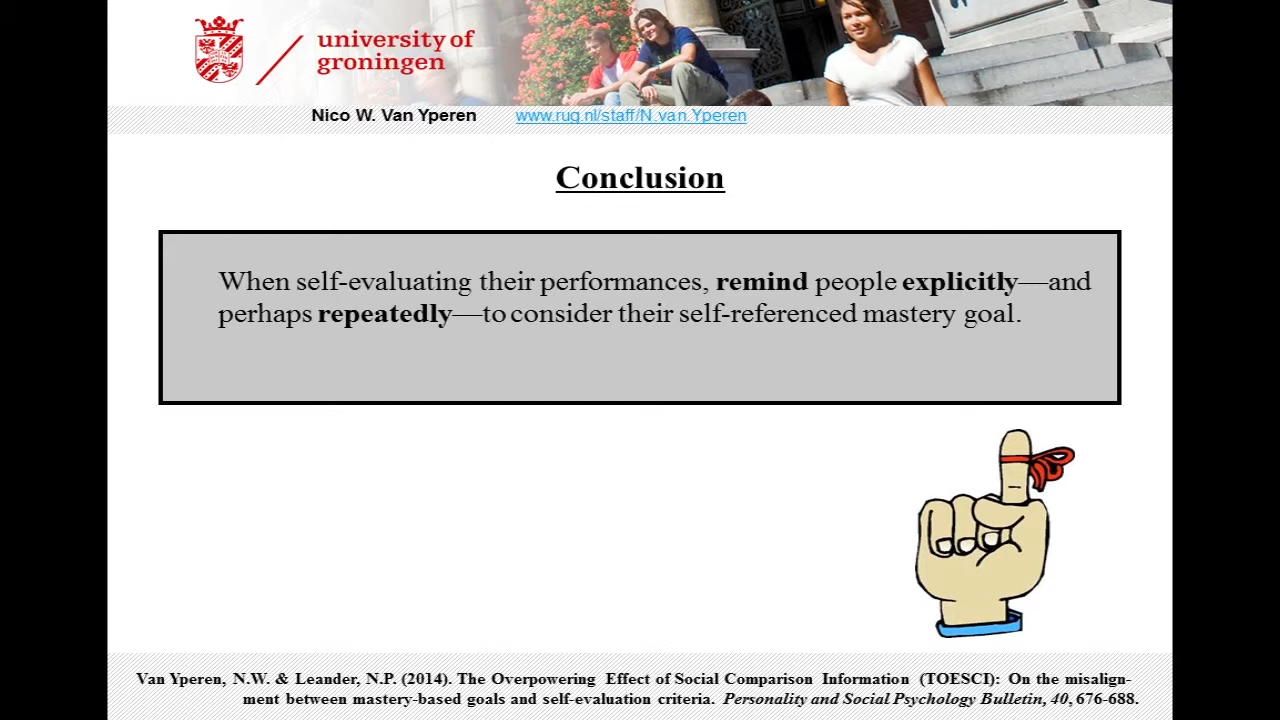 university of
groningen
Nico W. Van Yperen www.rug.nl/staff/N.van.Yperen
Conclusion
When self-evaluating their performances, remind people explicitly—and
perhaps repeatedly—to consider their self-referenced mastery goal.
Van Yperen, N.W. & Leander, N.P. (2014). The Overpowering Effect of Social Comparison Information (TOESCI): On the misalign-
ment between mastery-based goals and self-evaluation criteria. Personality and Social Psychology Bulletin, 40, 676-688.